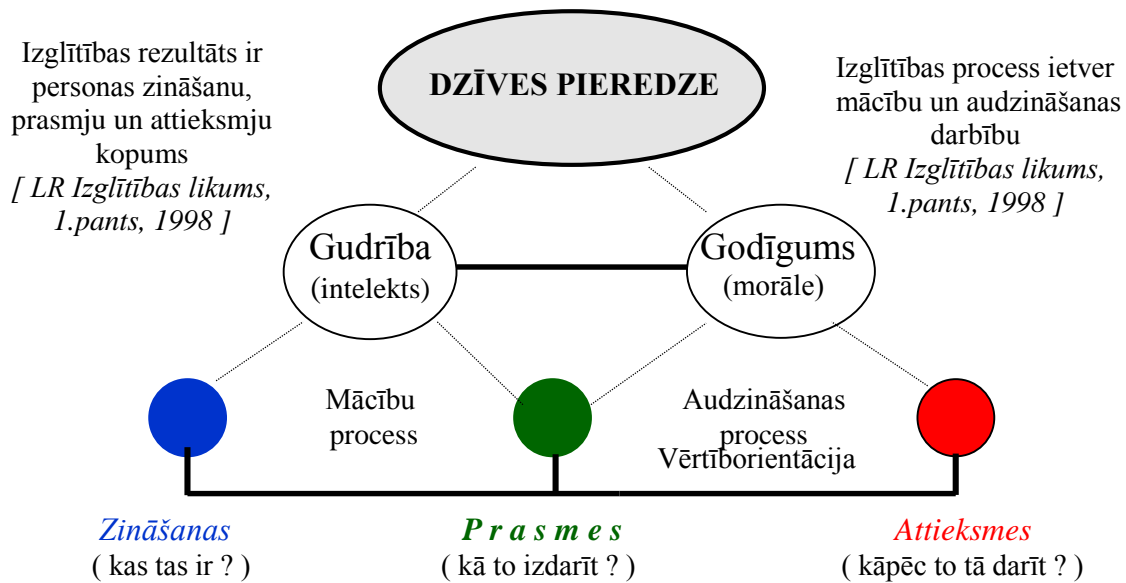 Izglītības rezultāts ir
personas zināšanu,
prasmju un attieksmju
kopums
[ LR Izglītības likums,
1.pants, 1998 ]
DZĪVES PIEREDZE
Izglītības process ietver
mācību un audzināšanas
darbību
[ LR Izglītības likums,
1.pants, 1998 ]
Gudrība
(intelekts)
Godīgums
(morāle)
Mācību
process
Audzināšanas
process
Vērtīborientācija
Zināšanas
( kas tas ir ? )
P r a s m e s
( kā to izdarīt ? )
Attieksmes
( kāpēc to tā darīt ? )